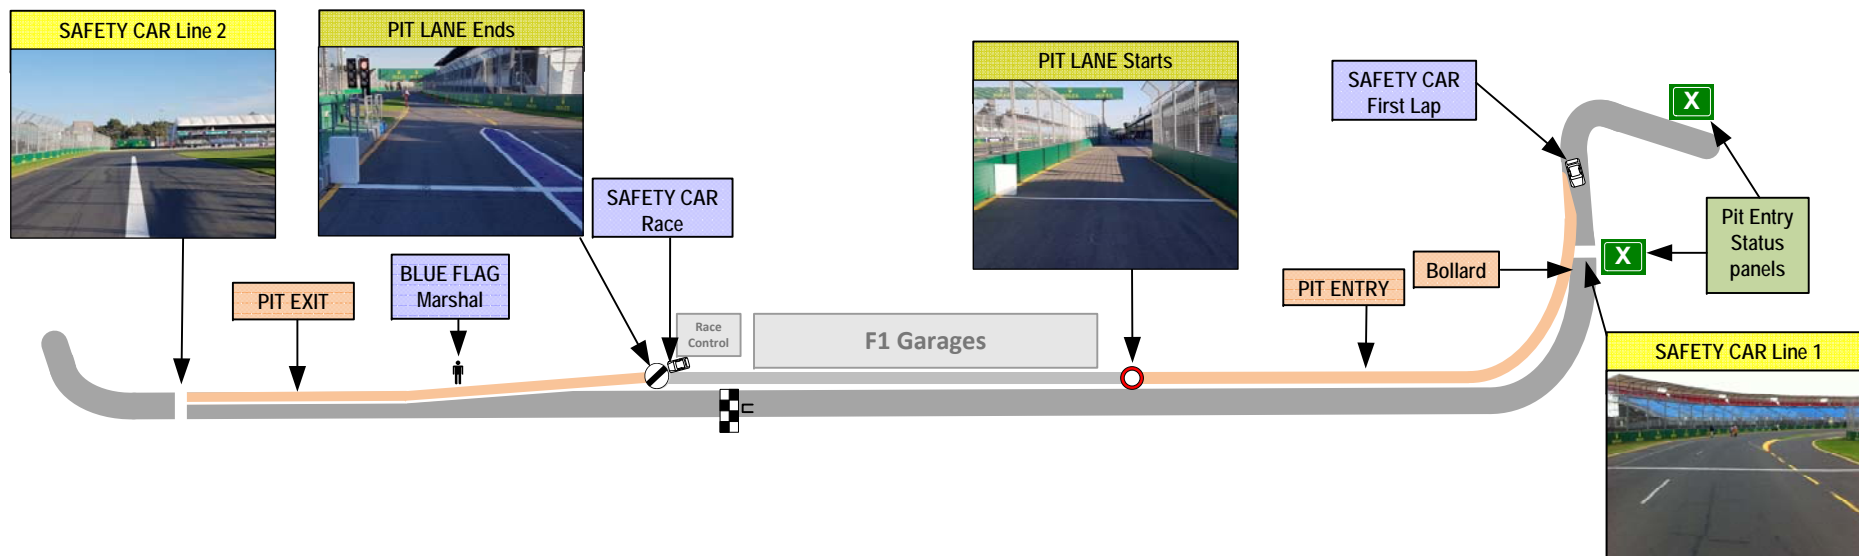 SAFETY CAR Line 2
PIT LANE Ends
PIT LANE Starts
SAFETY CAR
First Lap
X
SAFETY CAR
Race
BLUE FLAG
Marshal
PIT EXIT
Race
Control
F1 Garages
PIT ENTRY
Bollard
X
Pit Entry
Status
panels
SAFETY CAR Line 1